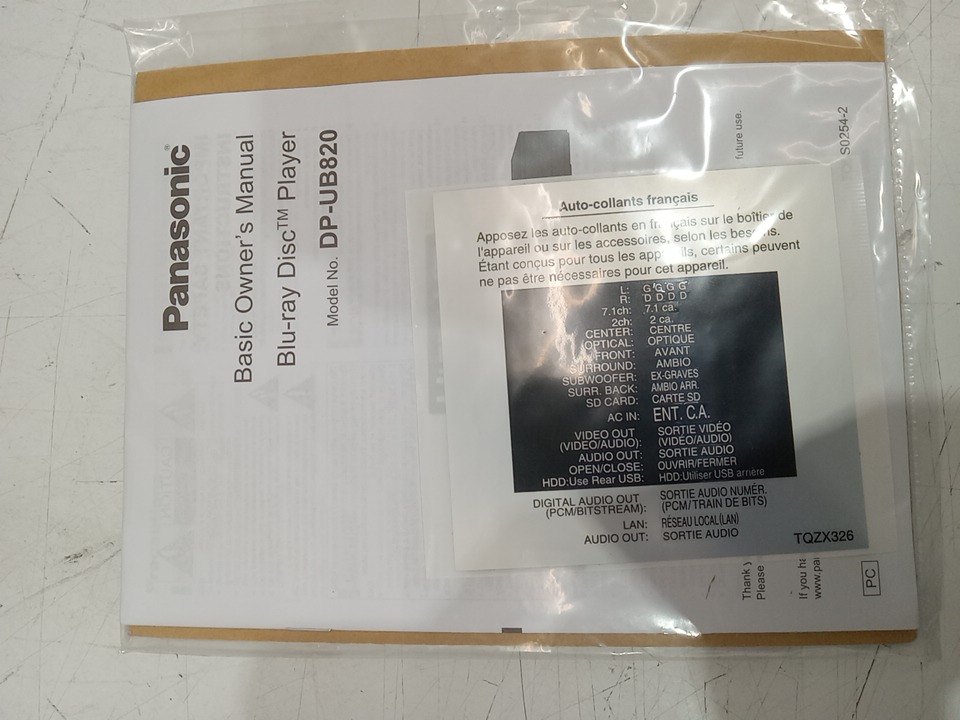 Panasonic®
Basic Owner's Manual
Blu-ray Disc™ Player
Model No. DP-UB820
future use.
S0254-2
Auto-collants français
Apposez les auto-collants en français sur le boîtier de
l'appareil ou sur les accessoires, selon les besoins.
Étant conçus pour tous les appareils, certains peuvent
ne pas être nécessaires pour cet appareil.
L: G G G G
R: D D D D
7.1ch: 7.1 ca.
2ch: 2 ca.
CENTER: CENTRE
OPTICAL: OPTIQUE
FRONT: AVANT
SURROUND: AMBIO
SUBWOOFER: EX-GRAVES
SURR. BACK: AMBIO ARR.
SD CARD: CARTE SD
AC IN: ENT. C.A.
VIDEO OUT SORTIE VIDÉO
(VIDEO/AUDIO): (VIDÉO/AUDIO)
AUDIO OUT: SORTIE AUDIO
OPEN/CLOSE: OUVRIR/FERMER
HDD:Use Rear USB: HDD:Utiliser USB arrière
DIGITAL AUDIO OUT SORTIE AUDIO NUMÉR.
(PCM/BITSTREAM): (PCM/TRAIN DE BITS)
LAN: RÉSEAU LOCAL(LAN)
AUDIO OUT: SORTIE AUDIO
TQZX326
Thank
Please
If you
www.pa
PC